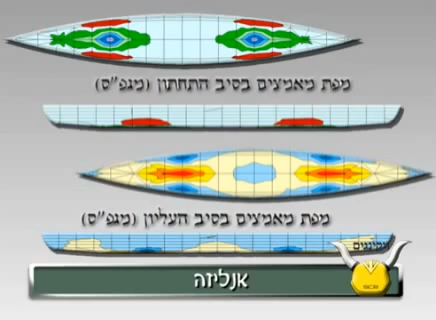 מפת מאמצים בסיב התחתון (מגפ"ס)
מפת מאמצים בסיב העליון (מגפ"ס)
אנליזה